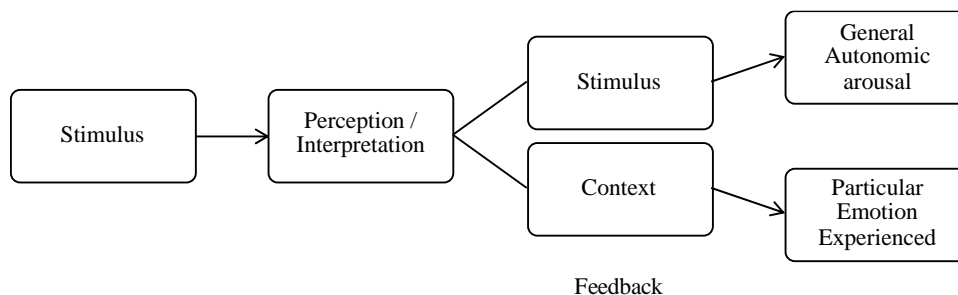 Stimulus
Perception /
Interpretation
Stimulus
General
Autonomic
arousal
Context
Particular
Emotion
Experienced
Feedback